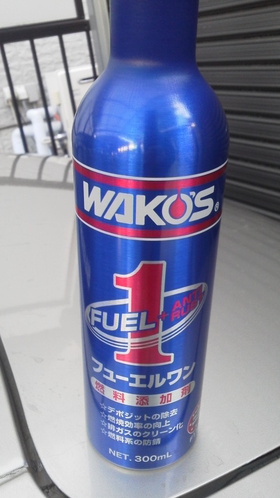 WAKO'S®
1
FUEL + ANTI RUST
フューエルワン
燃料添加剤
☆デポジットの除去
☆燃焼効率の向上
☆排ガスのクリーン化
☆燃料系の防錆
NET. 300mL